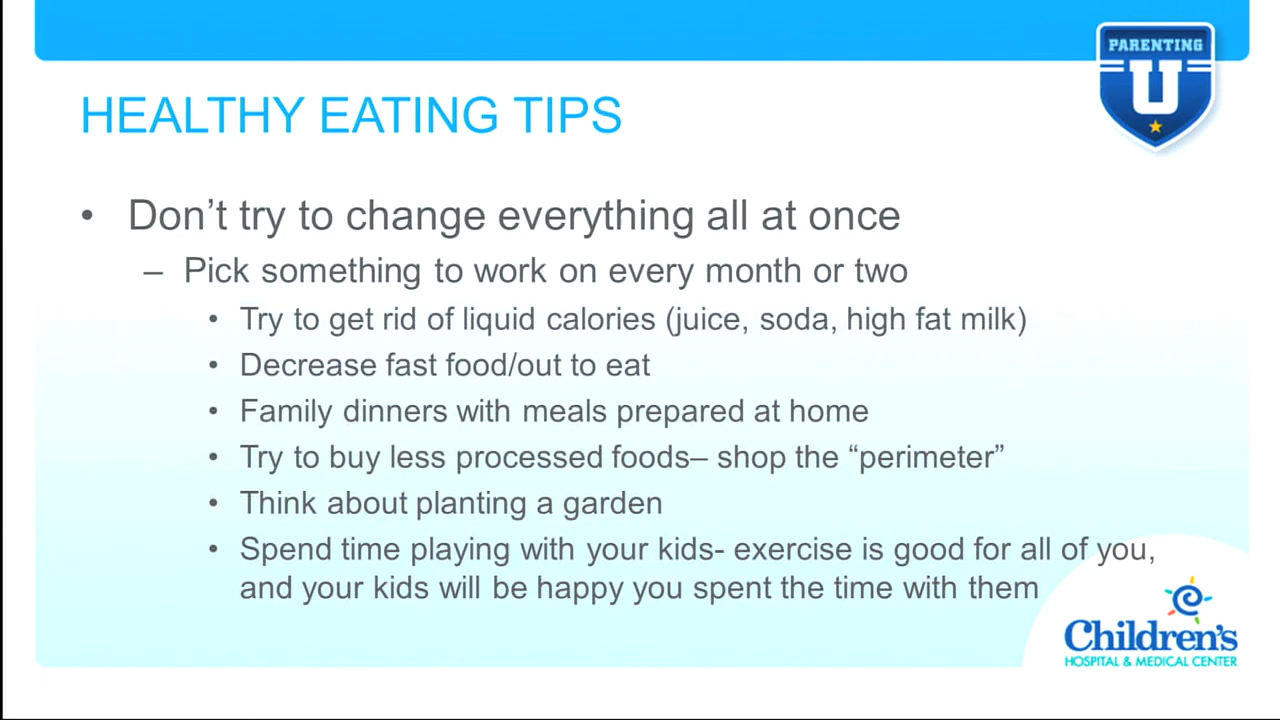 PARENTING
U
HEALTHY EATING TIPS
• Don’t try to change everything all at once
– Pick something to work on every month or two
• Try to get rid of liquid calories (juice, soda, high fat milk)
• Decrease fast food/out to eat
• Family dinners with meals prepared at home
• Try to buy less processed foods– shop the “perimeter”
• Think about planting a garden
• Spend time playing with your kids- exercise is good for all of you,
and your kids will be happy you spent the time with them
Children's
HOSPITAL & MEDICAL CENTER